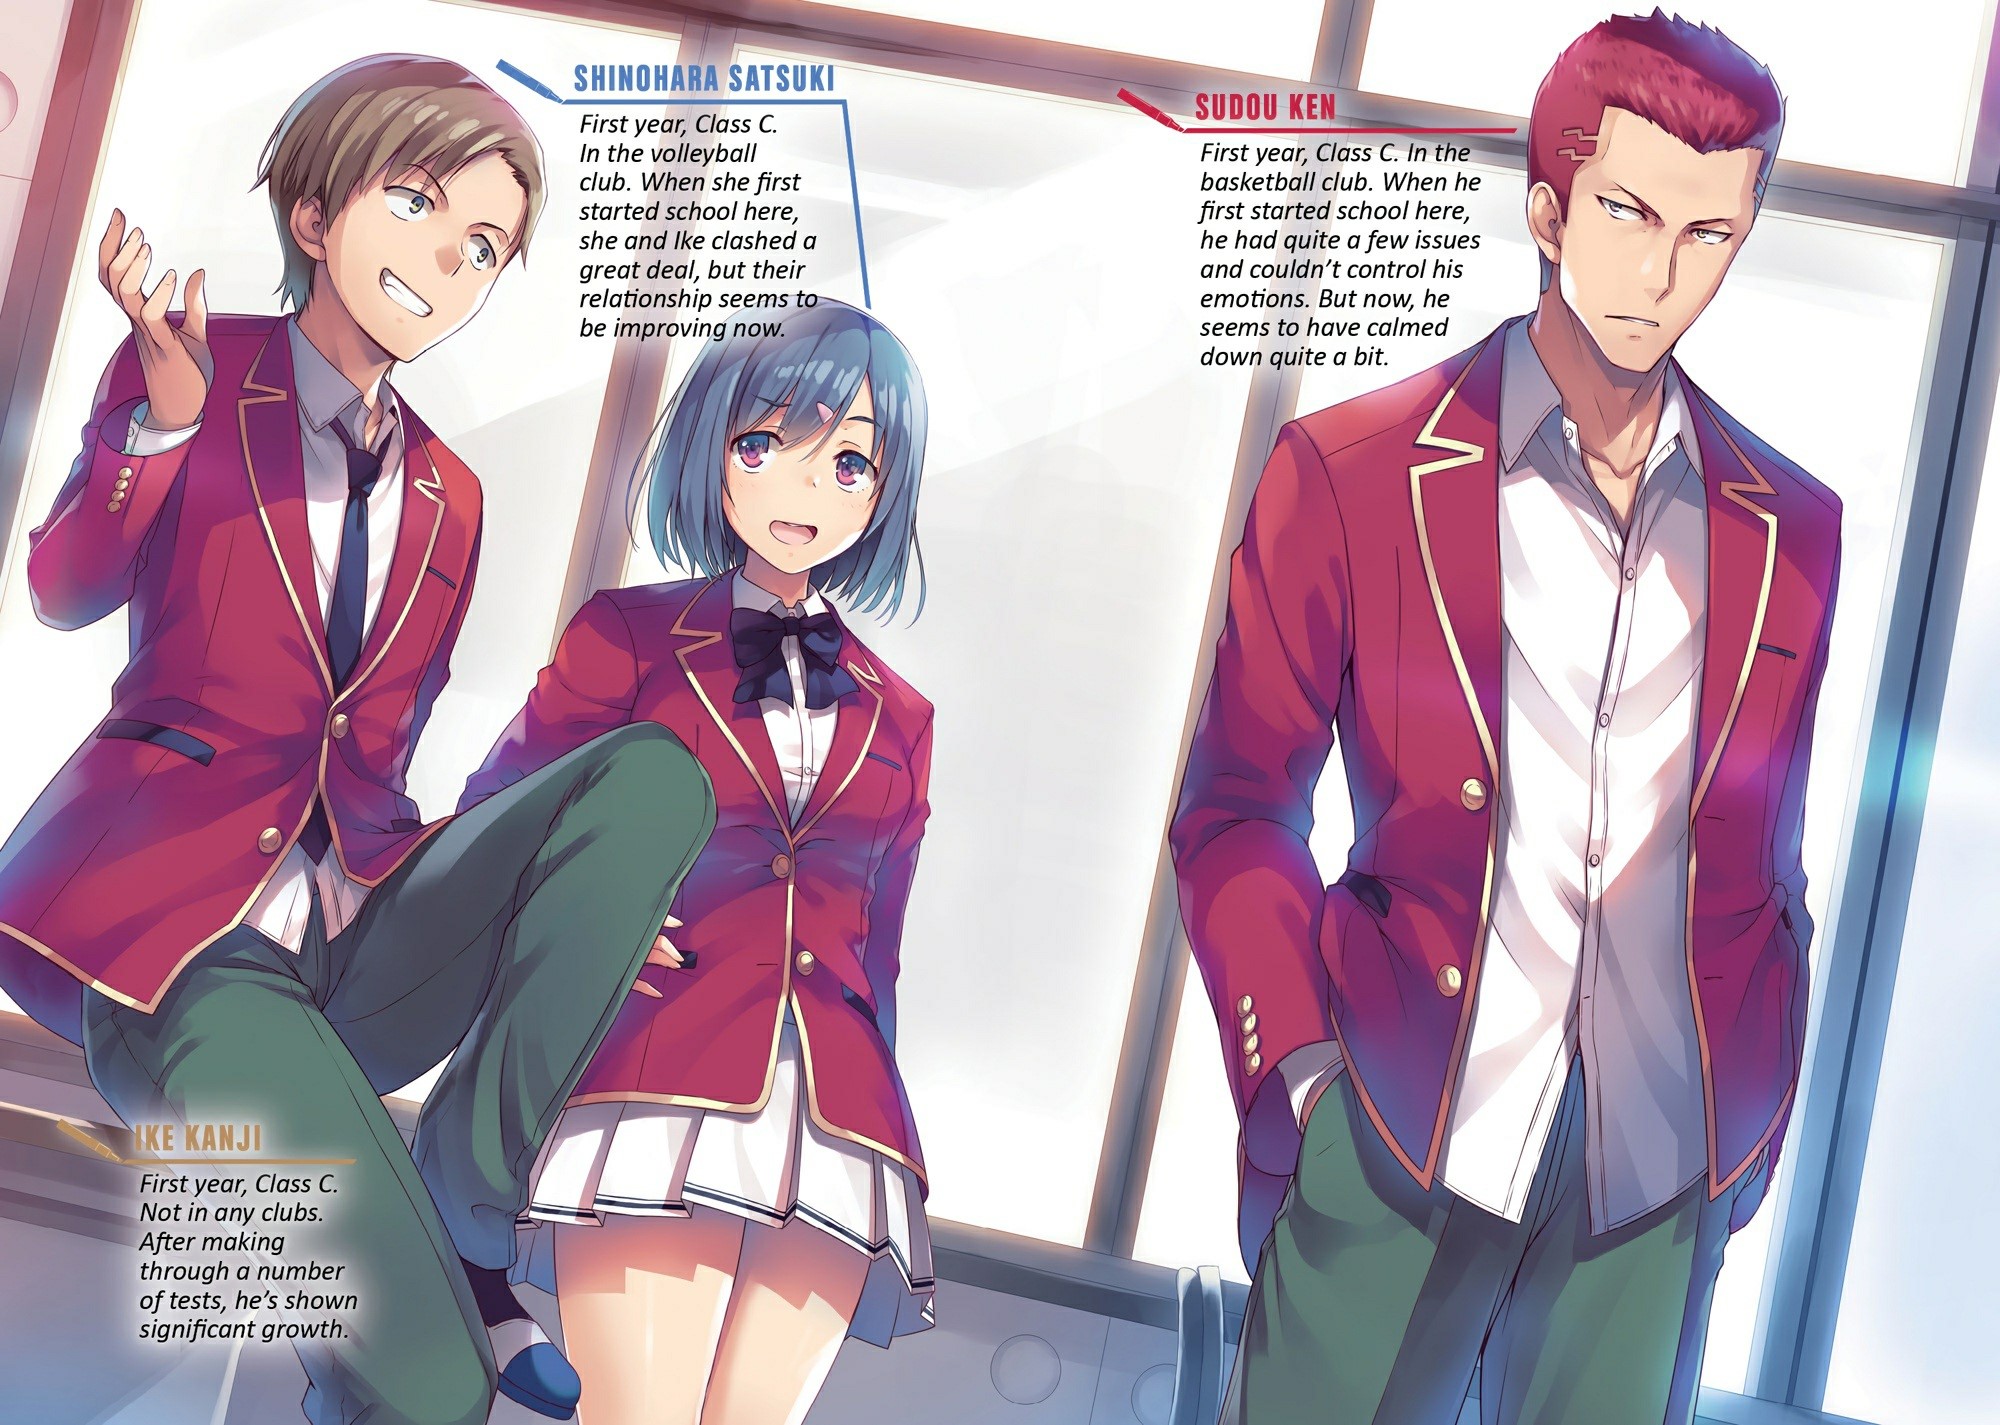 SHINOHARA SATSUKI
First year, Class C.
In the volleyball
club. When she first
started school here,
she and Ike clashed a
great deal, but their
relationship seems to
be improving now.
SUDOU KEN
First year, Class C. In the
basketball club. When he
first started school here,
he had quite a few issues
and couldn’t control his
emotions. But now, he
seems to have calmed
down quite a bit.
IKE KANJI
First year, Class C.
Not in any clubs.
After making
through a number
of tests, he’s shown
significant growth.